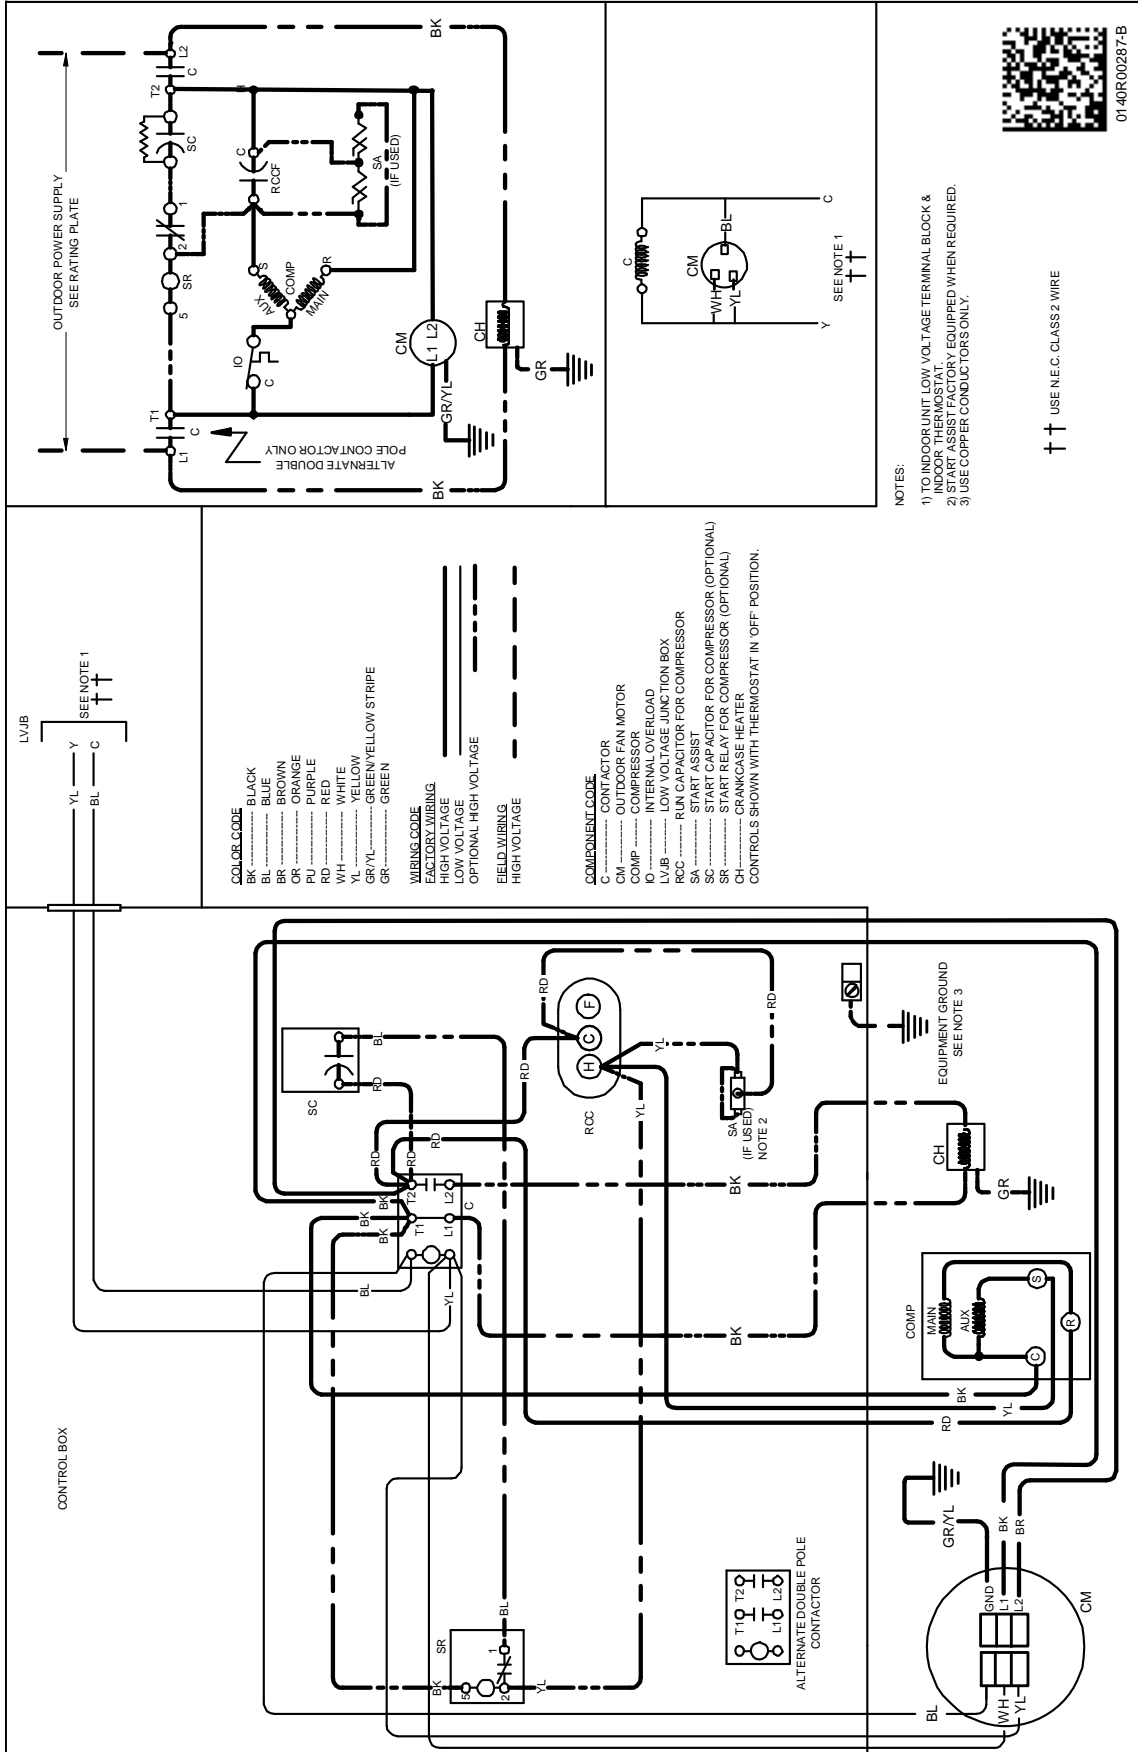 CONTROL BOX
LVJB
YL
Y
BL
C
SEE NOTE 1
COLOR CODE
BK ---------- BLACK
BL ---------- BLUE
BR ---------- BROWN
OR ---------- ORANGE
PU ---------- PURPLE
RD ---------- RED
WH ---------- WHITE
YL ---------- YELLOW
GR/YL ---------- GREEN/YELLOW STRIPE
GR ---------- GREEN
WIRING CODE
FACTORY WIRING
HIGH VOLTAGE
LOW VOLTAGE
OPTIONAL HIGH VOLTAGE
FIELD WIRING
HIGH VOLTAGE
COMPONENT CODE
C ---------- CONTACTOR
CM ---------- OUTDOOR FAN MOTOR
COMP ---------- COMPRESSOR
IO ---------- INTERNAL OVERLOAD
LVJB ---------- LOW VOLTAGE JUNCTION BOX
RCC ---------- RUN CAPACITOR FOR COMPRESSOR
SA ---------- START ASSIST
SC ---------- START CAPACITOR FOR COMPRESSOR (OPTIONAL)
SR ---------- START RELAY FOR COMPRESSOR (OPTIONAL)
CH ---------- CRANKCASE HEATER
CONTROLS SHOWN WITH THERMOSTAT IN 'OFF' POSITION.
OUTDOOR POWER SUPPLY
SEE RATING PLATE
L1
C
T1
5
SR
2
1
SC
T2
C
L2
ALTERNATE DOUBLE
POLE CONTACTOR ONLY
C
IO
AUX
S
COMP
MAIN
R
RCCF
C
H
SA
(IF USED)
CM
L1 L2
GR/YL
CH
GR
BK
BK
C
CM
WH
YL
BL
Y
C
SEE NOTE 1
NOTES:
1) TO INDOOR UNIT LOW VOLTAGE TERMINAL BLOCK &
INDOOR THERMOSTAT.
2) START ASSIST FACTORY EQUIPPED WHEN REQUIRED.
3) USE COPPER CONDUCTORS ONLY.
USE N.E.C. CLASS 2 WIRE
0140R00287-B
SC
RD
BL
RD
RD
RD
BK
BK
BK
T2
T1
L2
L1
C
BL
YL
RD
RD
RCC
H
C
F
YL
YL
RD
SA
(IF USED)
NOTE 2
EQUIPMENT GROUND
SEE NOTE 3
BK
BK
CH
GR
COMP
MAIN
AUX
S
C
R
BK
YL
RD
SR
BK
5
1
2
BL
YL
T1
T2
L1
L2
ALTERNATE DOUBLE POLE
CONTACTOR
GR/YL
BK
BR
GND
L1
L2
CM
BL
WH
YL